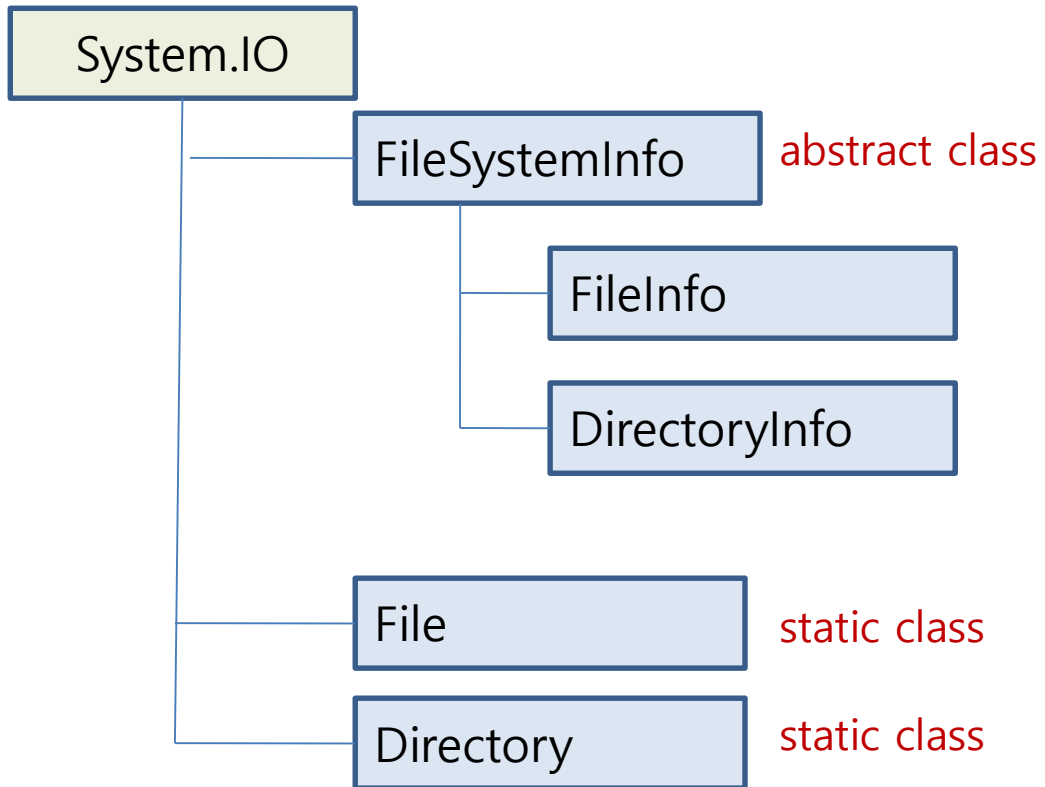 System.IO
FileSystemInfo
abstract class
FileInfo
DirectoryInfo
File
static class
Directory
static class